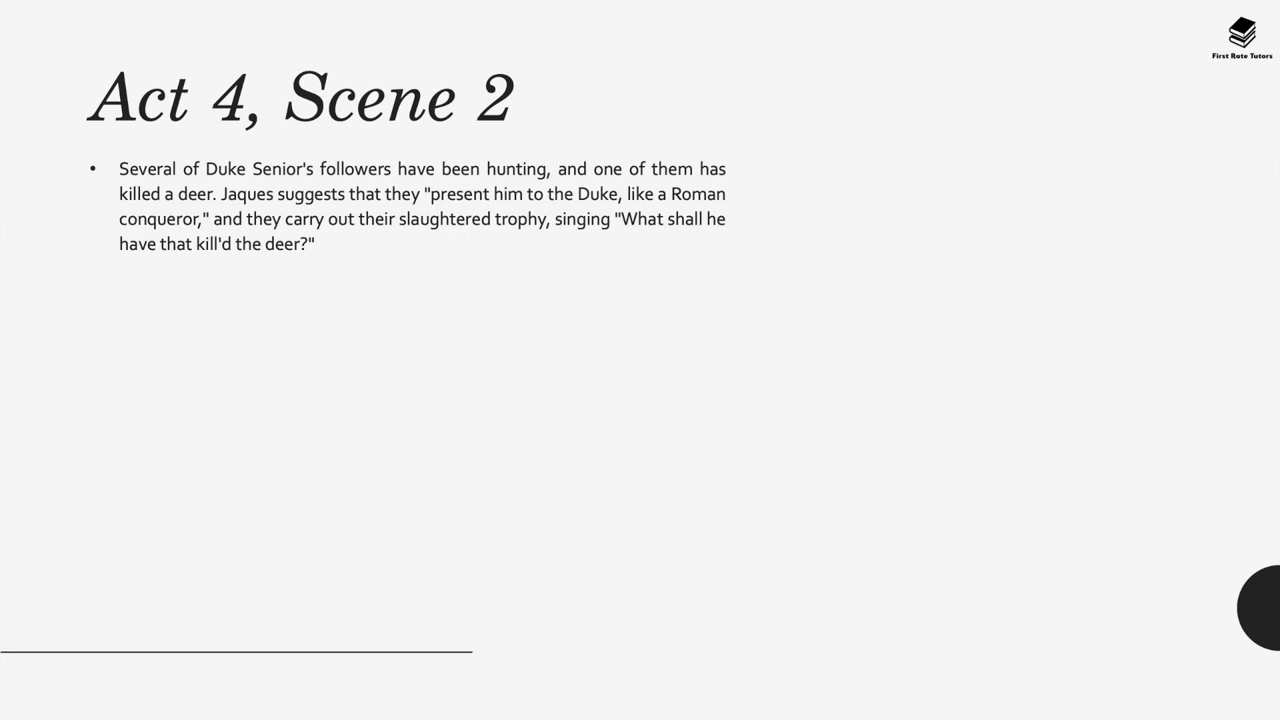 First Rate Tutors
Act 4, Scene 2
• Several of Duke Senior's followers have been hunting, and one of them has
killed a deer. Jaques suggests that they "present him to the Duke, like a Roman
conqueror," and they carry out their slaughtered trophy, singing "What shall he
have that kill'd the deer?"